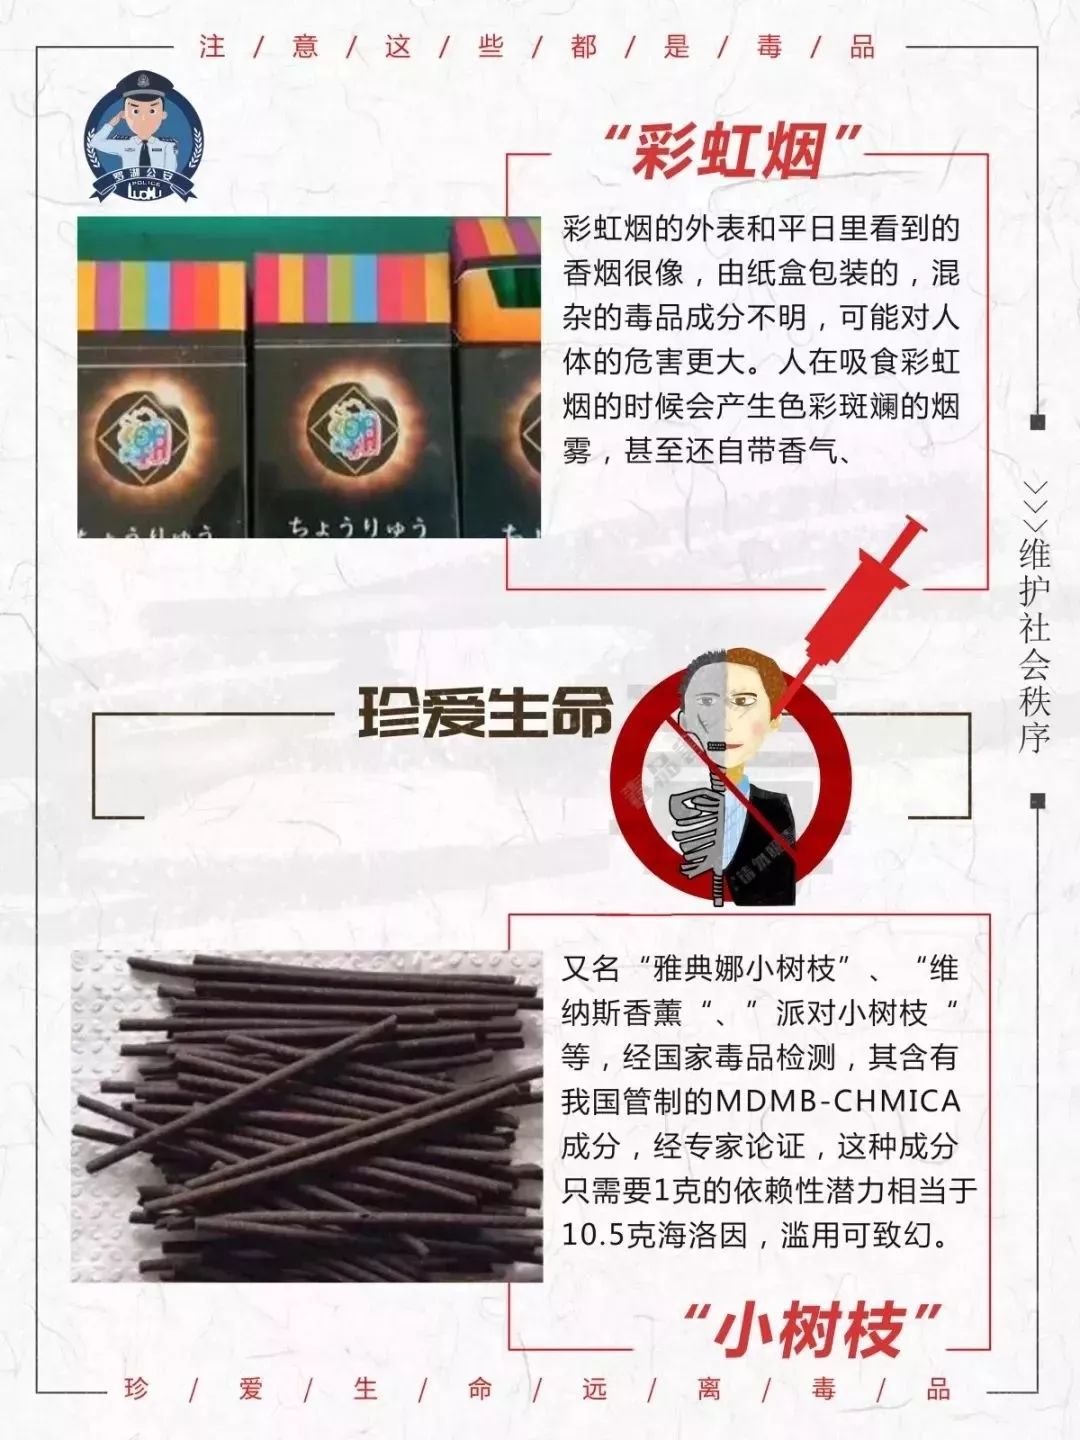 注/意/这/些/都/是/毒/品
罗湖公安
POLICE
LUOHU
“彩虹烟”
彩虹烟的外表和平日里看到的
香烟很像，由纸盒包装的，混
杂的毒品成分不明，可能对人
体的危害更大。人在吸食彩虹
烟的时候会产生色彩斑斓的烟
雾，甚至还自带香气、
ちょうりゅう
ちょうりゅう
维护社会秩序
珍爱生命
又名“雅典娜小树枝”、“维
纳斯香薰“、”派对小树枝“
等，经国家毒品检测，其含有
我国管制的MDMB-CHMICA
成分，经专家论证，这种成分
只需要1克的依赖性潜力相当于
10.5克海洛因，滥用可致幻。
“小树枝”
珍/爱/生/命/远/离/毒/品